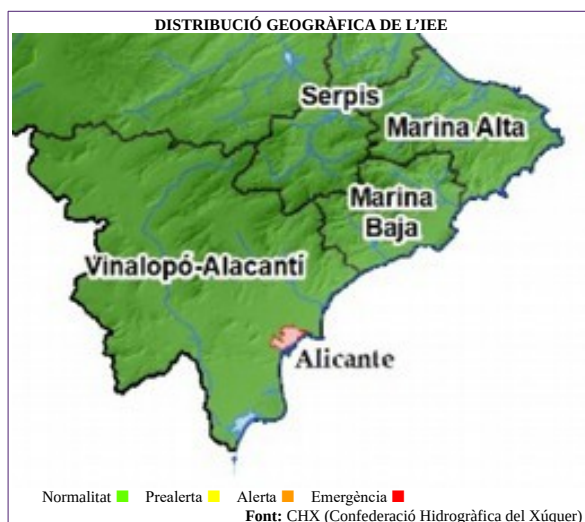 DISTRIBUCIÓ GEOGRÀFICA DE L’IEE
Serpis
Marina Alta
Marina
Baja
Vinalopó-Alacantí
Alicante
Normalitat Prealerta Alerta Emergència
Font: CHX (Confederació Hidrogràfica del Xúquer)